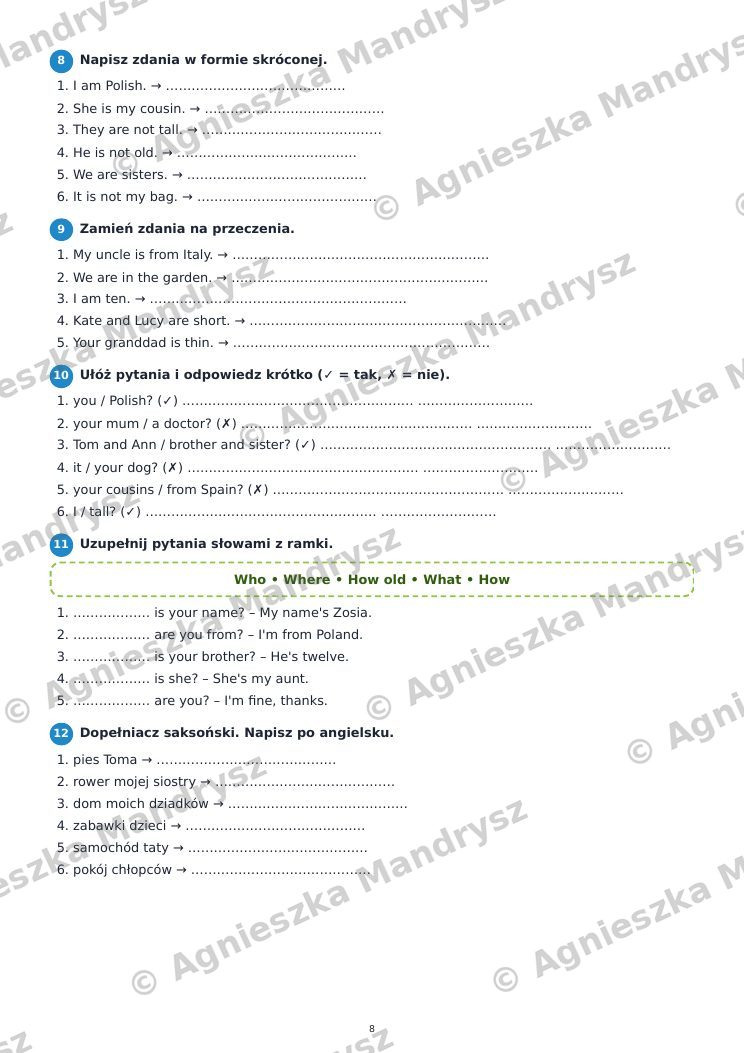 8 Napisz zdania w formie skróconej.
1. I am Polish. → ..........................................
2. She is my cousin. → ..........................................
3. They are not tall. → ..........................................
4. He is not old. → ..........................................
5. We are sisters. → ..........................................
6. It is not my bag. → ..........................................
9 Zamień zdania na przeczenia.
1. My uncle is from Italy. → ............................................................
2. We are in the garden. → ............................................................
3. I am ten. → ............................................................
4. Kate and Lucy are short. → ............................................................
5. Your granddad is thin. → ............................................................
10 Ułóż pytania i odpowiedz krótko (✓ = tak, ✗ = nie).
1. you / Polish? (✓) ...................................................... ...........................
2. your mum / a doctor? (✗) ...................................................... ...........................
3. Tom and Ann / brother and sister? (✓) ...................................................... ...........................
4. it / your dog? (✗) ...................................................... ...........................
5. your cousins / from Spain? (✗) ...................................................... ...........................
6. I / tall? (✓) ...................................................... ...........................
11 Uzupełnij pytania słowami z ramki.
Who • Where • How old • What • How
1. .................. is your name? – My name's Zosia.
2. .................. are you from? – I'm from Poland.
3. .................. is your brother? – He's twelve.
4. .................. is she? – She's my aunt.
5. .................. are you? – I'm fine, thanks.
12 Dopełniacz saksoński. Napisz po angielsku.
1. pies Toma → ..........................................
2. rower mojej siostry → ..........................................
3. dom moich dziadków → ..........................................
4. zabawki dzieci → ..........................................
5. samochód taty → ..........................................
6. pokój chłopców → ..........................................
8
© Agnieszka Mandrysz